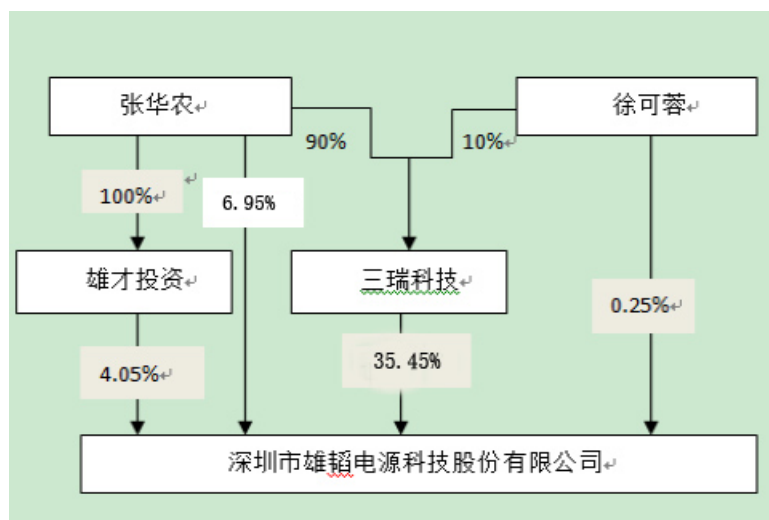 张华农
徐可蓉
90%
10%
100%
6.95%
雄才投资
三瑞科技
0.25%
4.05%
35.45%
深圳市雄韬电源科技股份有限公司